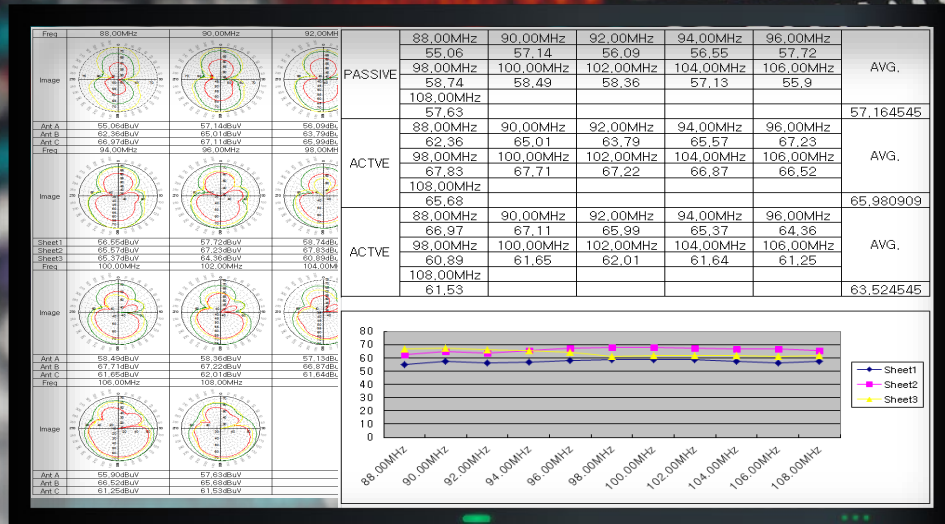 Freq 88,00MHz 90,00MHz 92,00MH
Image
Ant A 55,06dBuV 57,14dBuV 56,09dBu
Ant B 62,36dBuV 65,01dBuV 63,79dBu
Ant C 66,97dBuV 67,11dBuV 65,99dBu
Freq 94,00MHz 96,00MHz 98,00MH
Image
Sheet1 56,55dBuV 57,72dBuV 58,74dBu
Sheet2 65,57dBuV 67,23dBuV 67,83dBu
Sheet3 65,37dBuV 64,36dBuV 60,89dBu
Freq 100,00MHz 102,00MHz 104,00M
Image
Ant A 58,49dBuV 58,36dBuV 57,13dBu
Ant B 67,71dBuV 67,22dBuV 66,87dBu
Ant C 61,65dBuV 62,01dBuV 61,64dBu
Freq 106,00MHz 108,00MHz
Image
Ant A 55,90dBuV 57,63dBuV
Ant B 66,52dBuV 65,68dBuV
Ant C 61,25dBuV 61,53dBuV
88,00MHz 90,00MHz 92,00MHz 94,00MHz 96,00MHz
55,06 57,14 56,09 56,55 57,72
PASSIVE 98,00MHz 100,00MHz 102,00MHz 104,00MHz 106,00MHz AVG,
58,74 58,49 58,36 57,13 55,9
108,00MHz
57,63 57,164545
88,00MHz 90,00MHz 92,00MHz 94,00MHz 96,00MHz
62,36 65,01 63,79 65,57 67,23
ACTVE 98,00MHz 100,00MHz 102,00MHz 104,00MHz 106,00MHz AVG,
67,83 67,71 67,22 66,87 66,52
108,00MHz
65,68 65,980909
88,00MHz 90,00MHz 92,00MHz 94,00MHz 96,00MHz
66,97 67,11 65,99 65,37 64,36
ACTVE 98,00MHz 100,00MHz 102,00MHz 104,00MHz 106,00MHz AVG,
60,89 61,65 62,01 61,64 61,25
108,00MHz
61,53 63,524545
80
70
60
50
40
30
20
10
0
88,00MHz 90,00MHz 92,00MHz 94,00MHz 96,00MHz 98,00MHz 100,00MHz 102,00MHz 104,00MHz 106,00MHz 108,00MHz
Sheet1
Sheet2
Sheet3